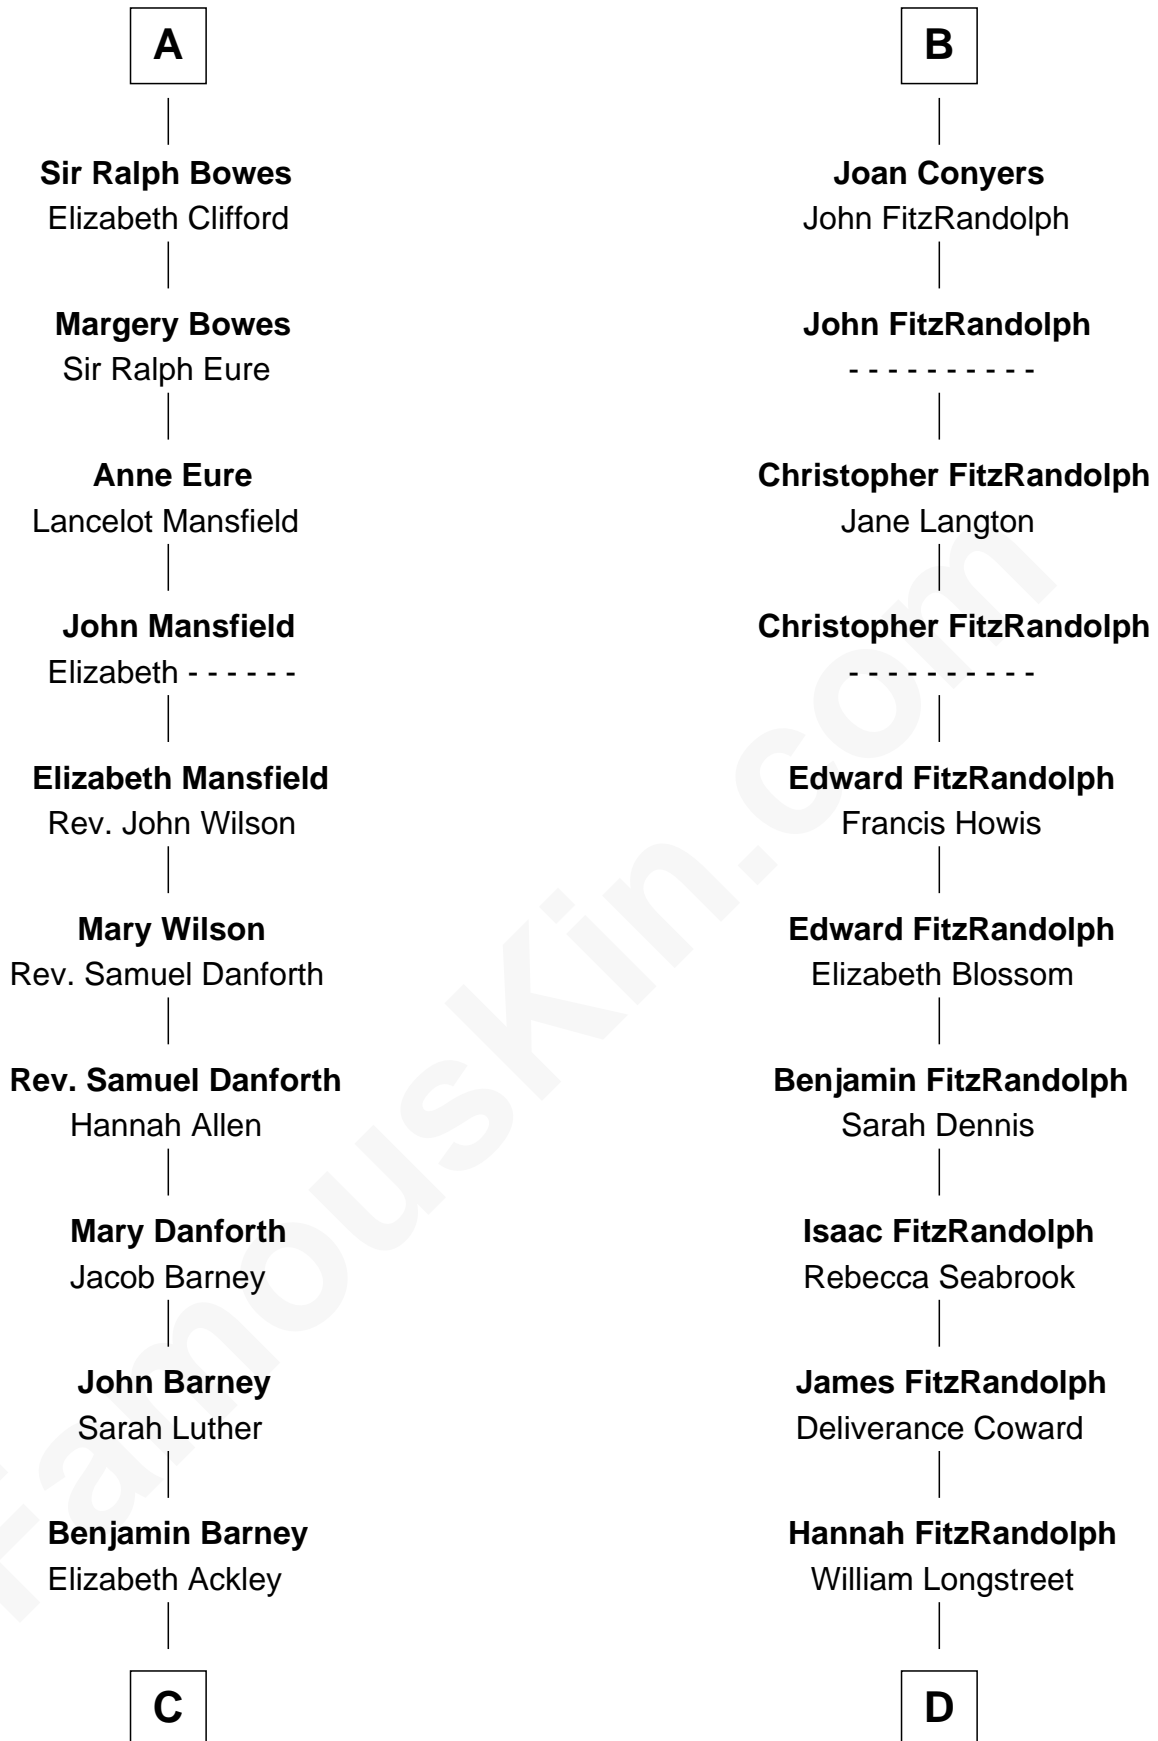 A
Sir Ralph Bowes
Elizabeth Clifford
Margery Bowes
Sir Ralph Eure
Anne Eure
Lancelot Mansfield
John Mansfield
Elizabeth - - - - - -
Elizabeth Mansfield
Rev. John Wilson
Mary Wilson
Rev. Samuel Danforth
Rev. Samuel Danforth
Hannah Allen
Mary Danforth
Jacob Barney
John Barney
Sarah Luther
Benjamin Barney
Elizabeth Ackley
C
B
Joan Conyers
John FitzRandolph
John FitzRandolph
- - - - - - - - - -
Christopher FitzRandolph
Jane Langton
Christopher FitzRandolph
- - - - - - - - - -
Edward FitzRandolph
Francis Howis
Edward FitzRandolph
Elizabeth Blossom
Benjamin FitzRandolph
Sarah Dennis
Isaac FitzRandolph
Rebecca Seabrook
James FitzRandolph
Deliverance Coward
Hannah FitzRandolph
William Longstreet
D
FamousKin.com